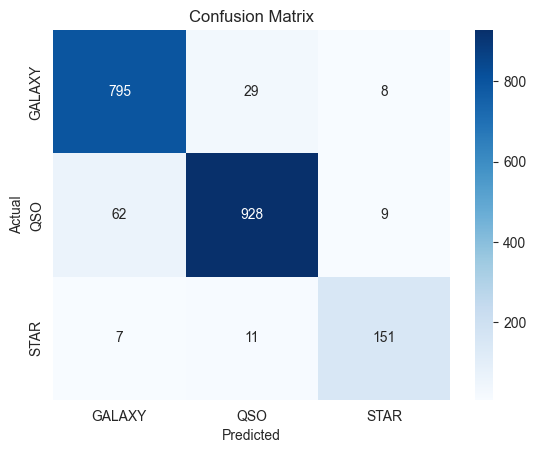 Confusion Matrix
Actual
GALAXY
795 29 8
QSO
62 928 9
STAR
7 11 151
GALAXY QSO STAR
Predicted
800
600
400
200